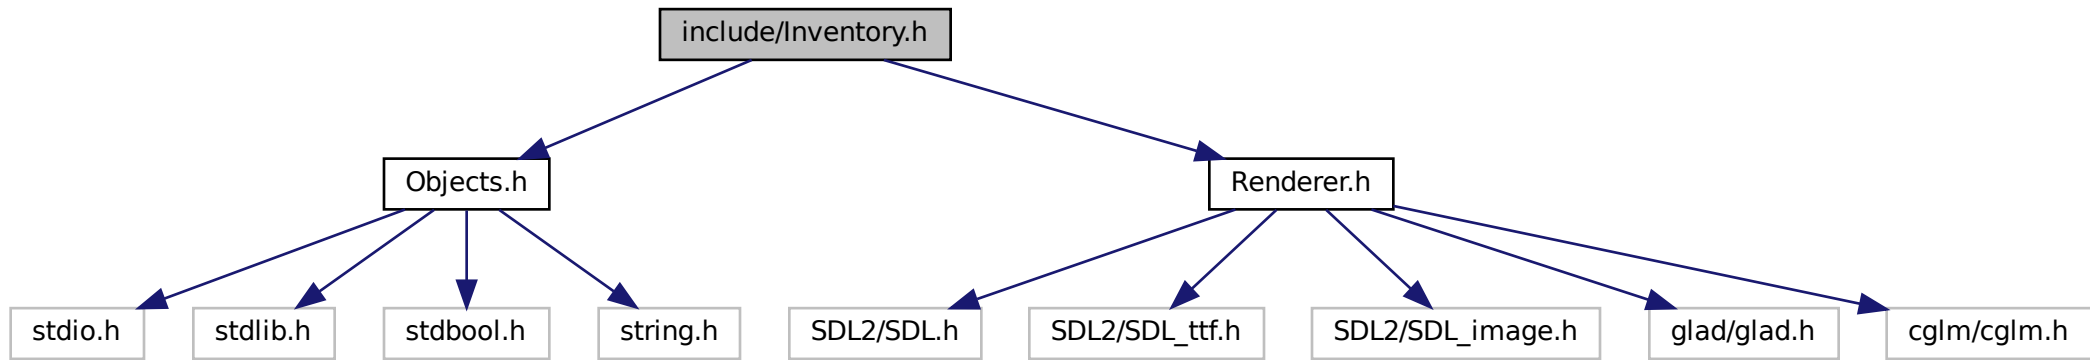 include/Inventory.h
Objects.h
Renderer.h
stdio.h
stdlib.h
stdbool.h
string.h
SDL2/SDL.h
SDL2/SDL_ttf.h
SDL2/SDL_image.h
glad/glad.h
cglm/cglm.h